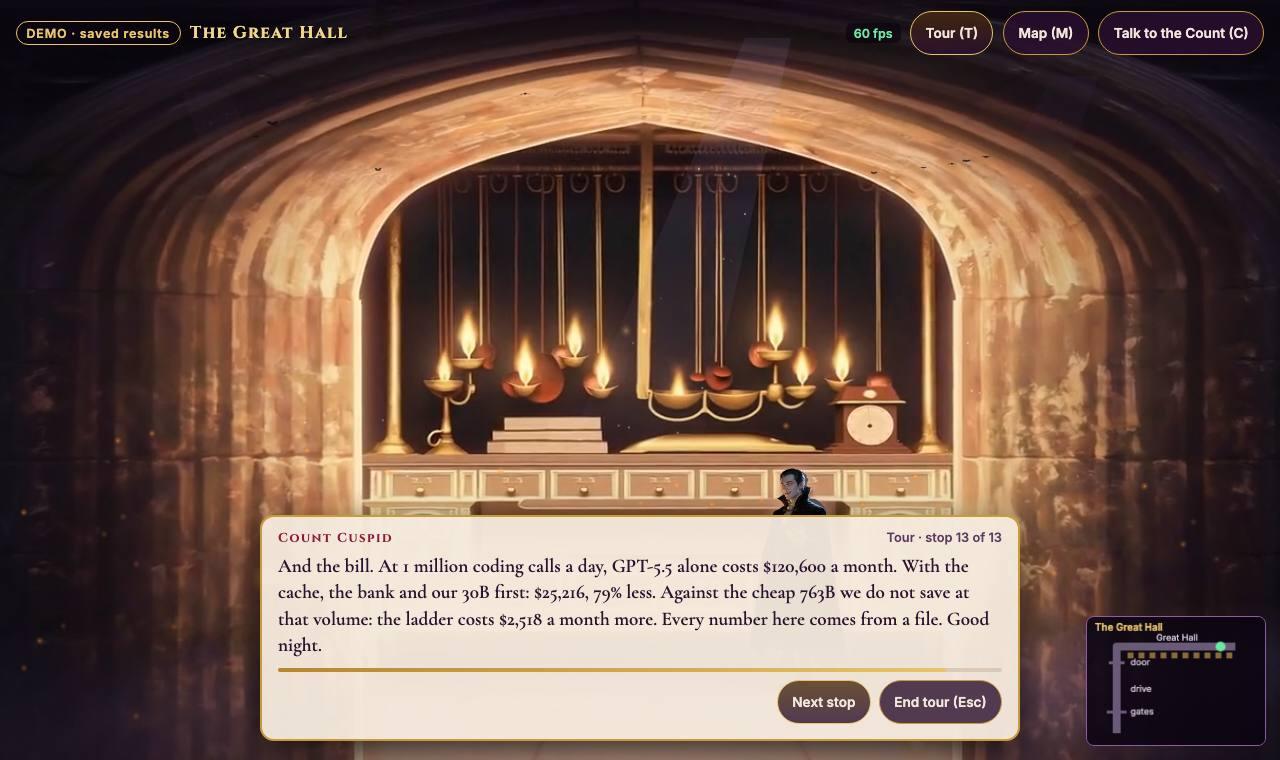 DEMO · saved results
The Great Hall
60 fps
Tour (T)
Map (M)
Talk to the Count (C)
Count Cuspid
Tour · stop 13 of 13
And the bill. At 1 million coding calls a day, GPT-5.5 alone costs $120,600 a month. With the
cache, the bank and our 30B first: $25,216, 79% less. Against the cheap 763B we do not save at
that volume: the ladder costs $2,518 a month more. Every number here comes from a file. Good
night.
Next stop
End tour (Esc)
The Great Hall
Great Hall
door
drive
gates